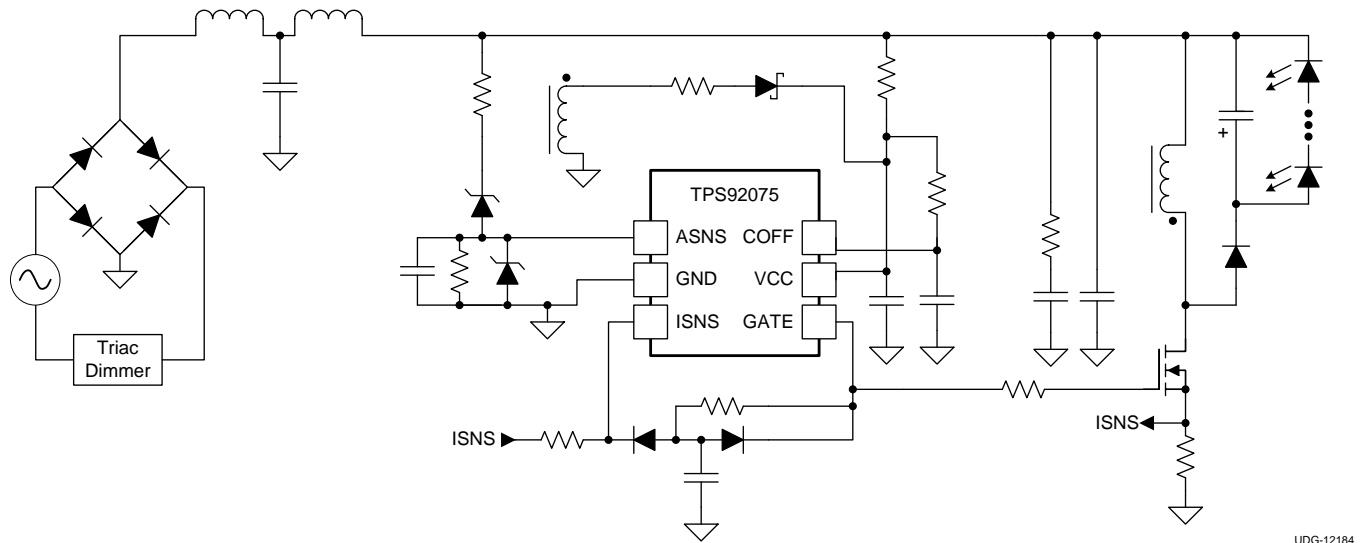 TPS92075
ASNS
COFF
GND
VCC
ISNS
GATE
Triac
Dimmer
ISNS
ISNS
+
UDG-12184